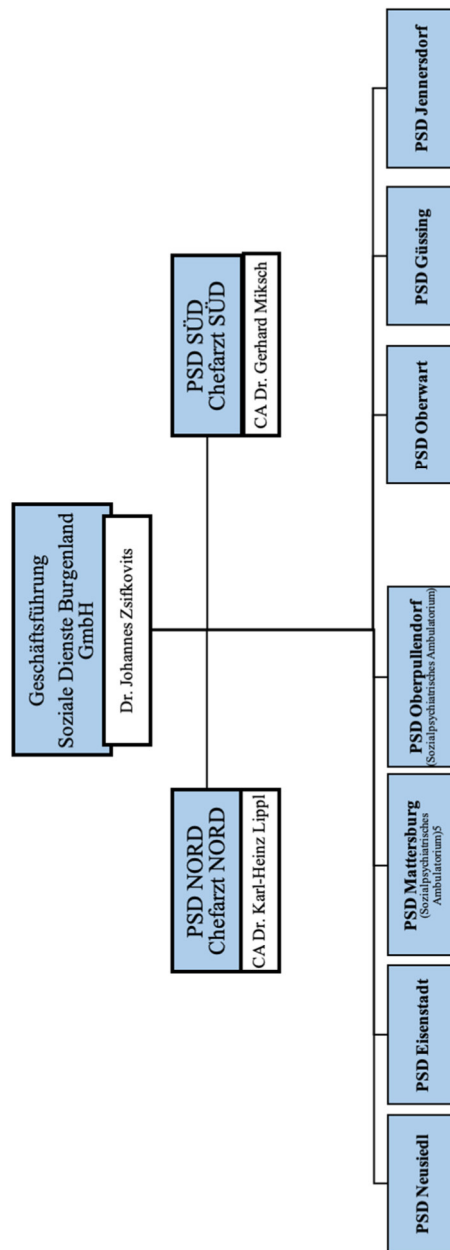 Geschäftsführung
Soziale Dienste Burgenland
GmbH
Dr. Johannes Zsifkovits
PSD NORD
Chefarzt NORD
CA Dr. Karl-Heinz Lippl
PSD SÜD
Chefarzt SÜD
CA Dr. Gerhard Miksch
PSD Neusiedl
PSD Eisenstadt
PSD Mattersburg
(Sozialpsychiatrisches
Ambulatorium)5
PSD Oberpullendorf
(Sozialpsychiatrisches Ambulatorium)
PSD Oberwart
PSD Güssing
PSD Jennersdorf